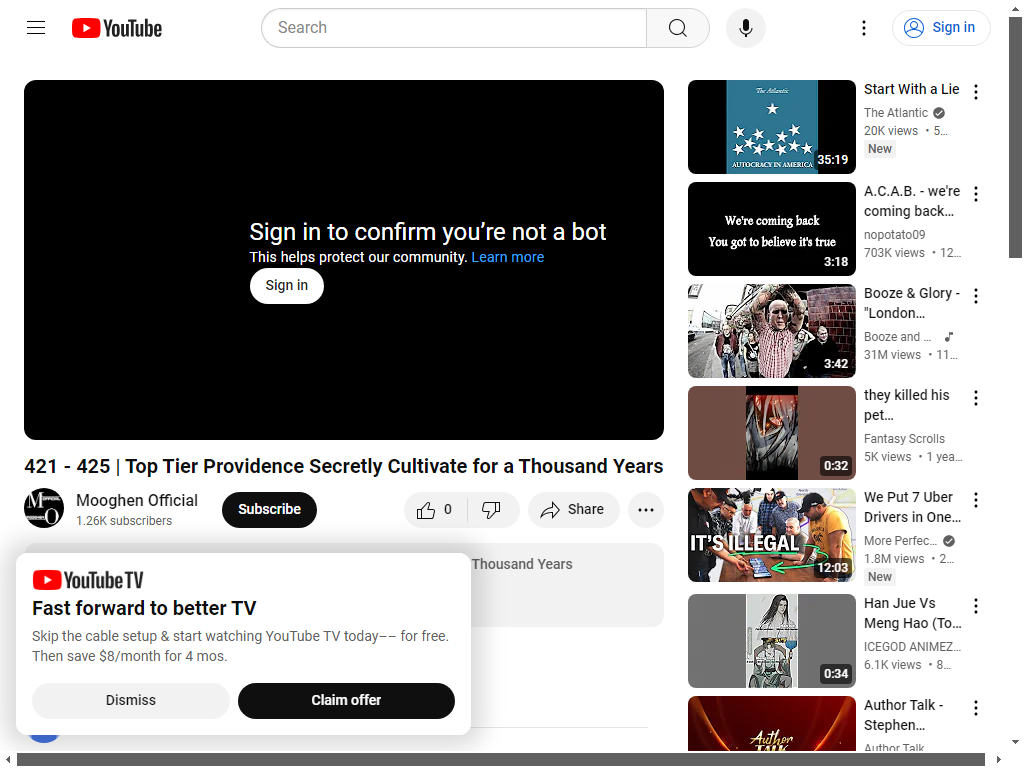 YouTube
Search
Sign in
Sign in to confirm you’re not a bot
This helps protect our community. Learn more
Sign in
421 - 425 | Top Tier Providence Secretly Cultivate for a Thousand Years
Mooghen Official
1.26K subscribers
Subscribe
0
Share
Thousand Years
YouTube TV
Fast forward to better TV
Skip the cable setup & start watching YouTube TV today–– for free.
Then save $8/month for 4 mos.
Dismiss
Claim offer
The Atlantic
AUTOCRACY IN AMERICA
35:19
Start With a Lie
The Atlantic
20K views • 5...
New
We're coming back
You got to believe it's true
3:18
A.C.A.B. - we're
coming back...
nopotato09
703K views • 12...
3:42
Booze & Glory -
"London...
Booze and ...
31M views • 11...
0:32
they killed his
pet...
Fantasy Scrolls
5K views • 1 yea...
IT'S ILLEGAL
12:03
We Put 7 Uber
Drivers in One...
More Perfec...
1.8M views • 2...
New
0:34
Han Jue Vs
Meng Hao (To...
ICEGOD ANIMEZ...
6.1K views • 8...
Author
TALK
Author Talk -
Stephen...
Author Talk